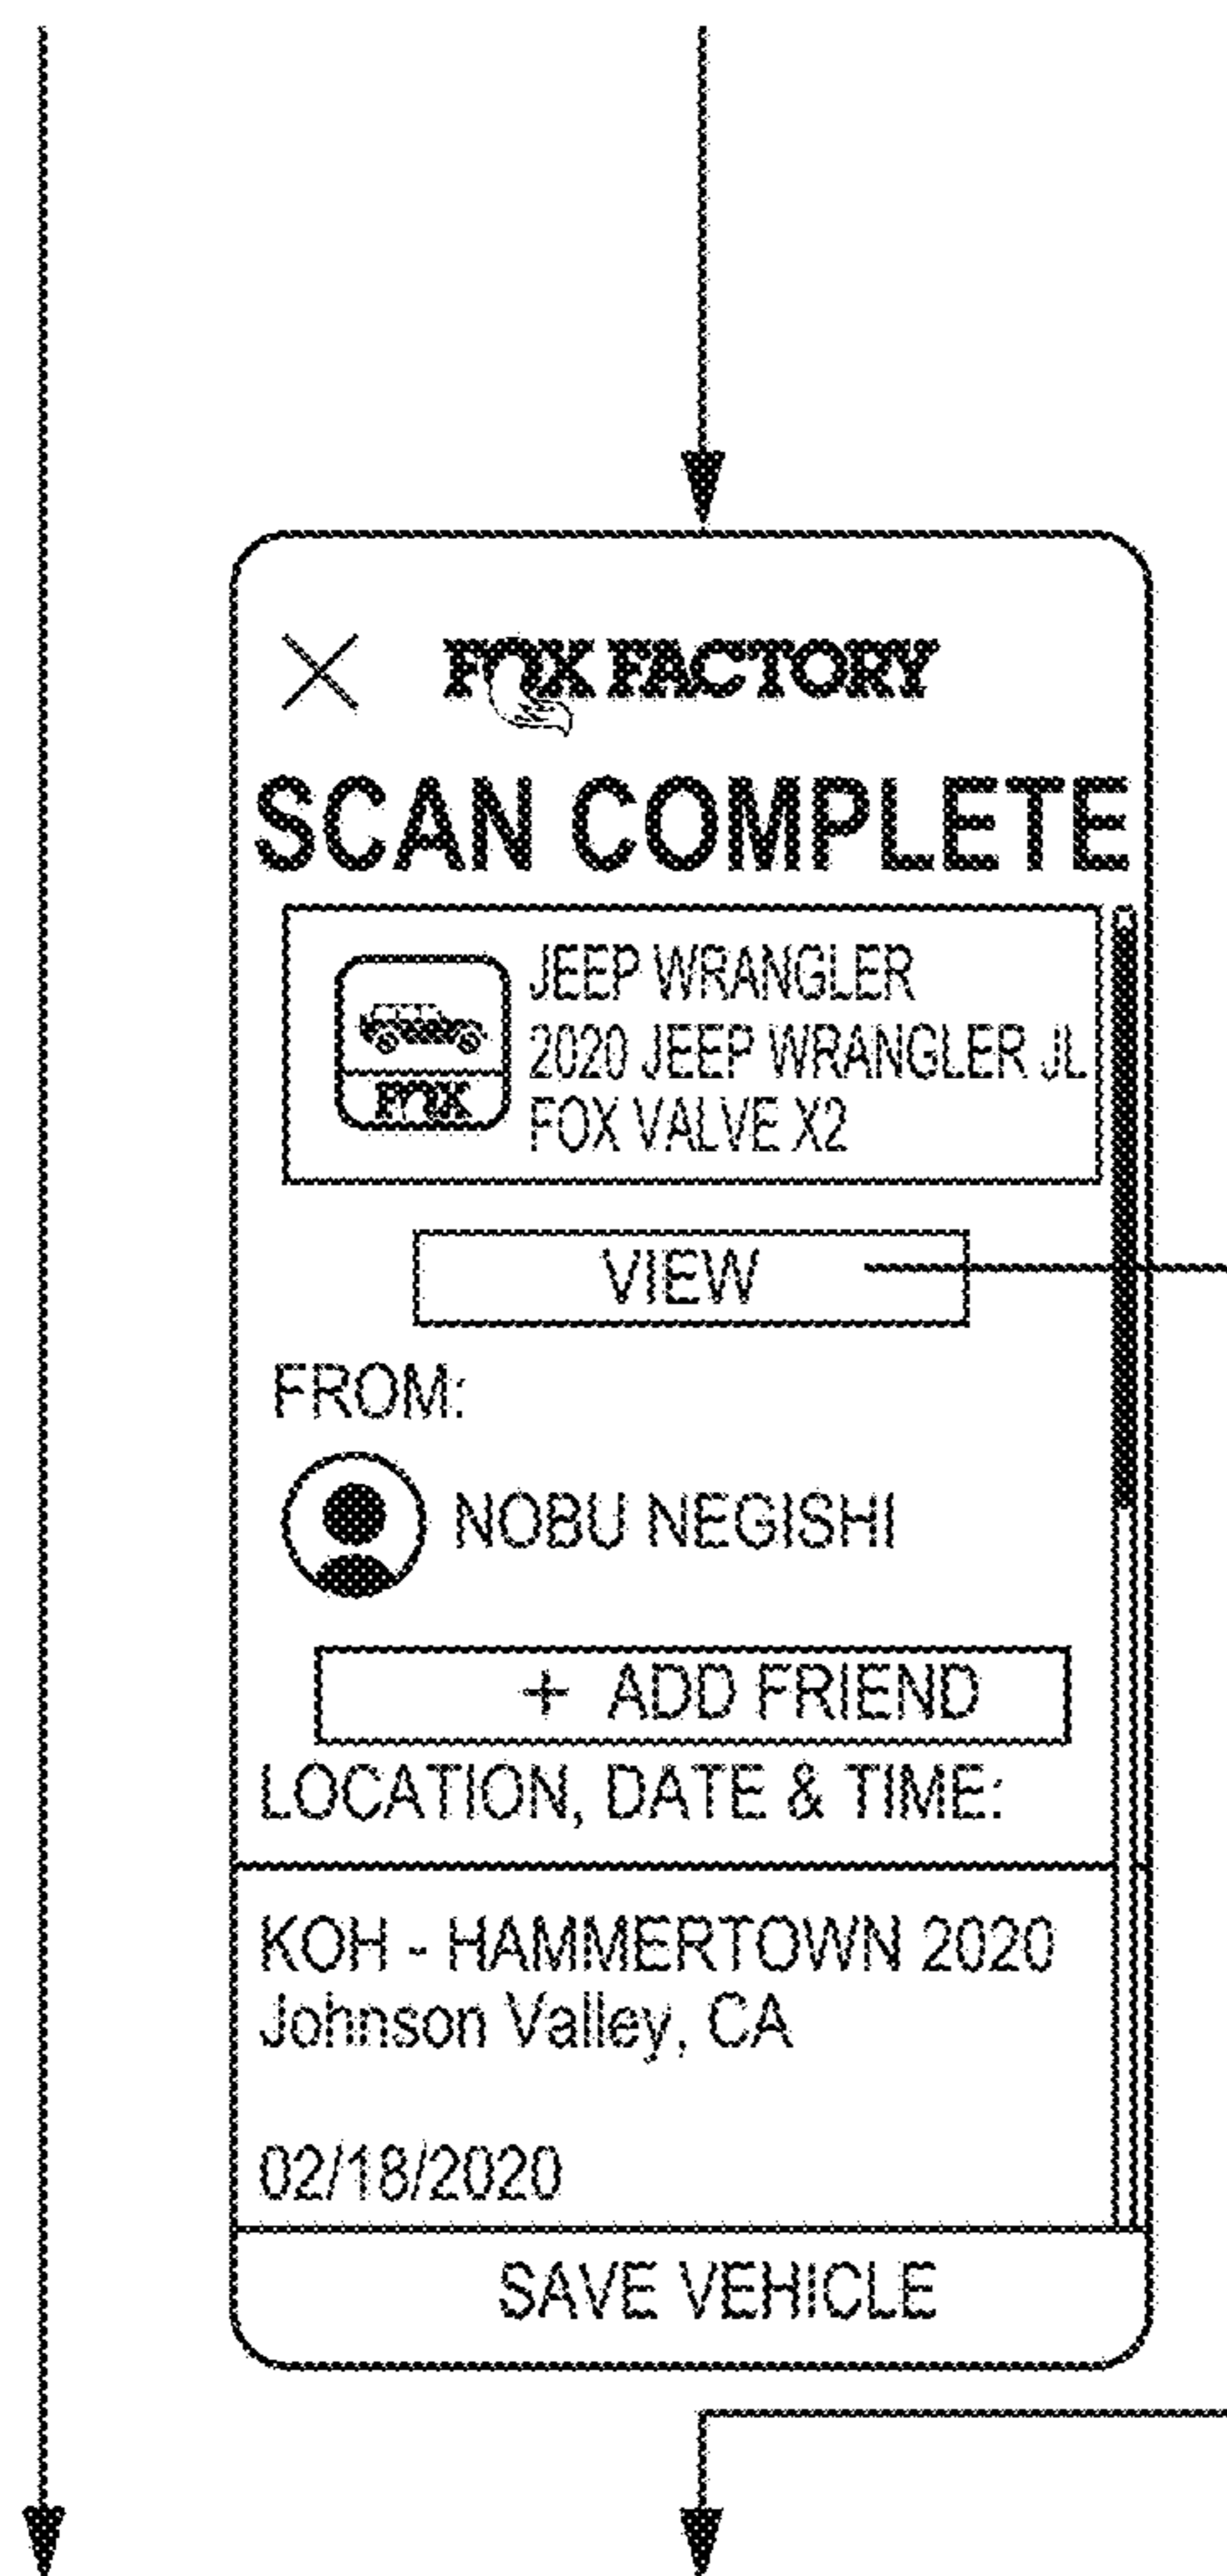 FOX FACTORY
SCAN COMPLETE
JEEP WRANGLER
2020 JEEP WRANGLER JL
FOX VALVE X2
FOX
VIEW
FROM:
NOBU NEGISHI
+ ADD FRIEND
LOCATION, DATE & TIME:
KOH - HAMMERTOWN 2020
Johnson Valley, CA
02/18/2020
SAVE VEHICLE